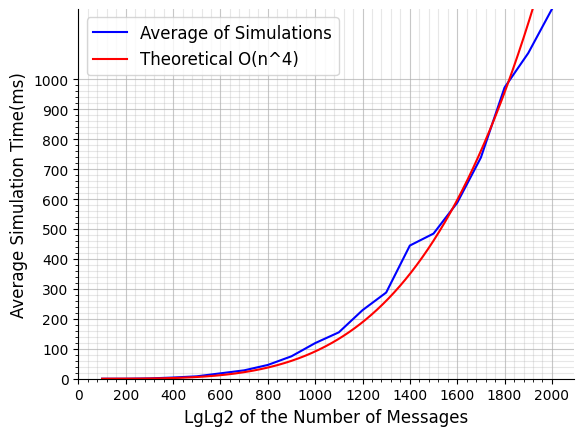 Average of Simulations
Theoretical O(n^4)
Average Simulation Time(ms)
1000
900
800
700
600
500
400
300
200
100
0
0 200 400 600 800 1000 1200 1400 1600 1800 2000
LgLg2 of the Number of Messages